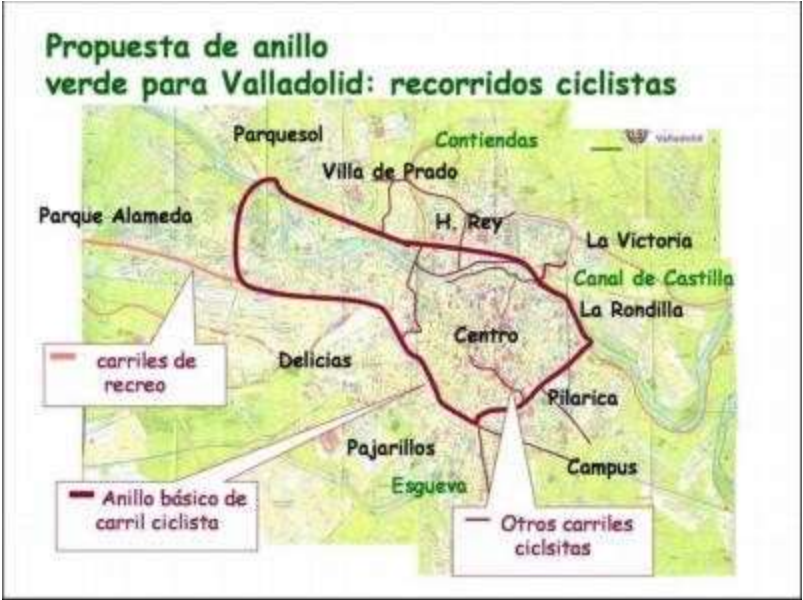 Propuesta de anillo
verde para Valladolid: recorridos ciclistas
Parquesol
Contiendas
Valladolid
Villa de Prado
Parque Alameda
H. Rey
La Victoria
Canal de Castilla
La Rondilla
Centro
carriles de
recreo
Delicias
Pilarica
Pajarillos
Campus
Esgueva
Anillo básico de
carril ciclista
Otros carriles
ciclsitas